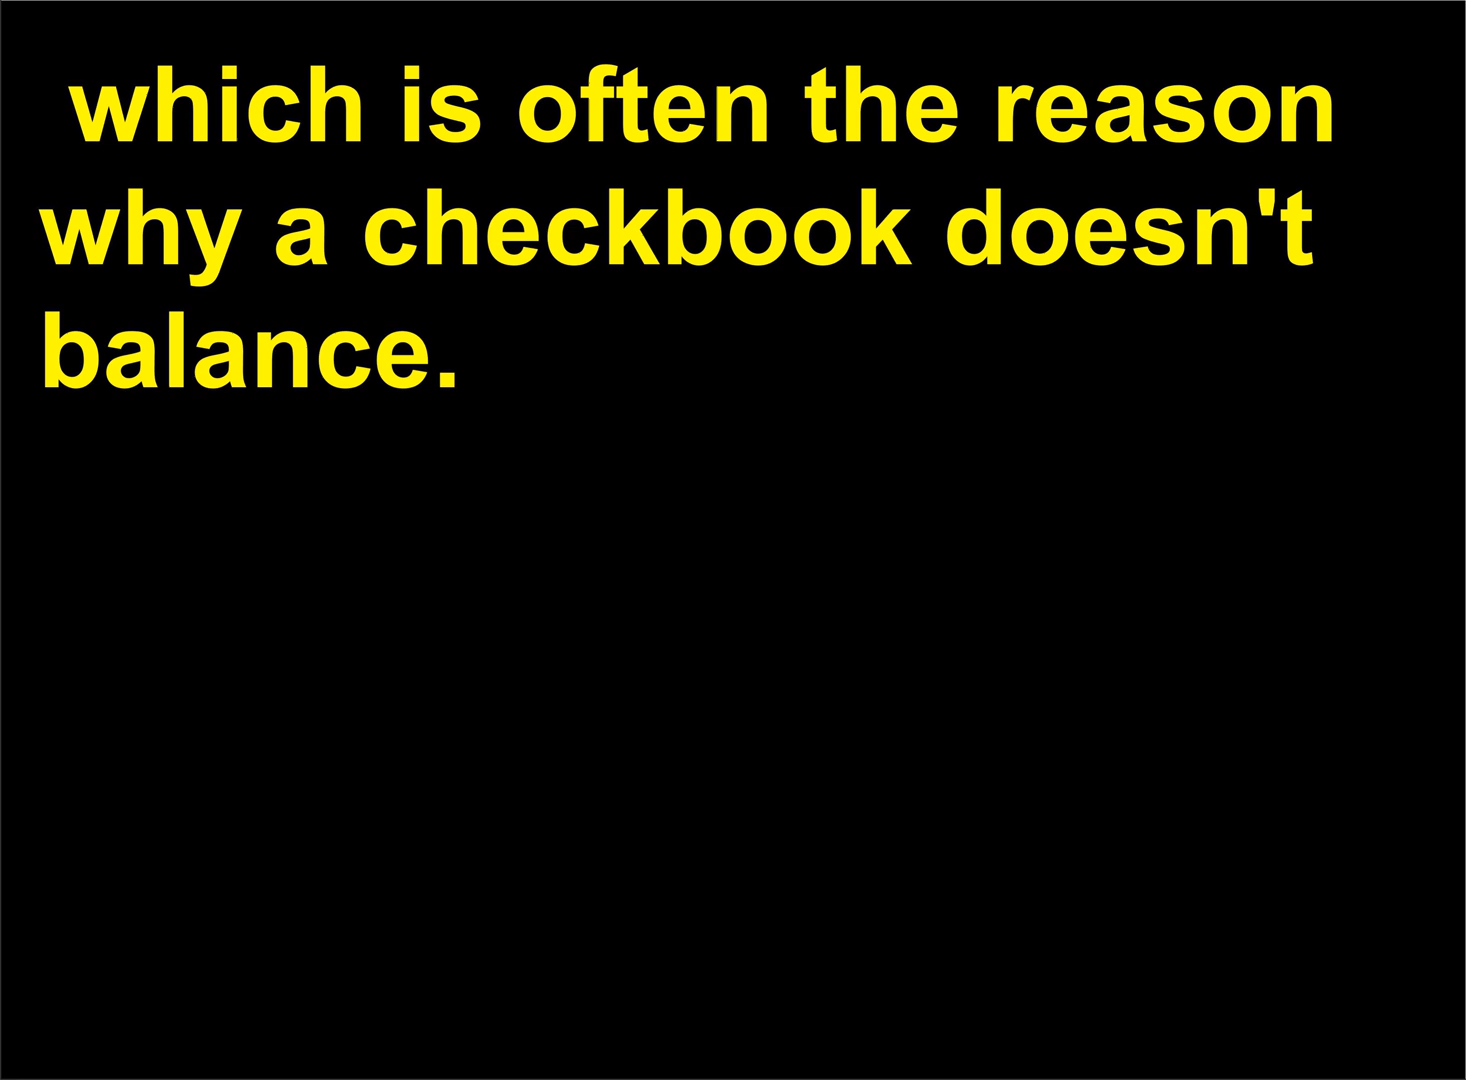 which is often the reason
why a checkbook doesn't
balance.